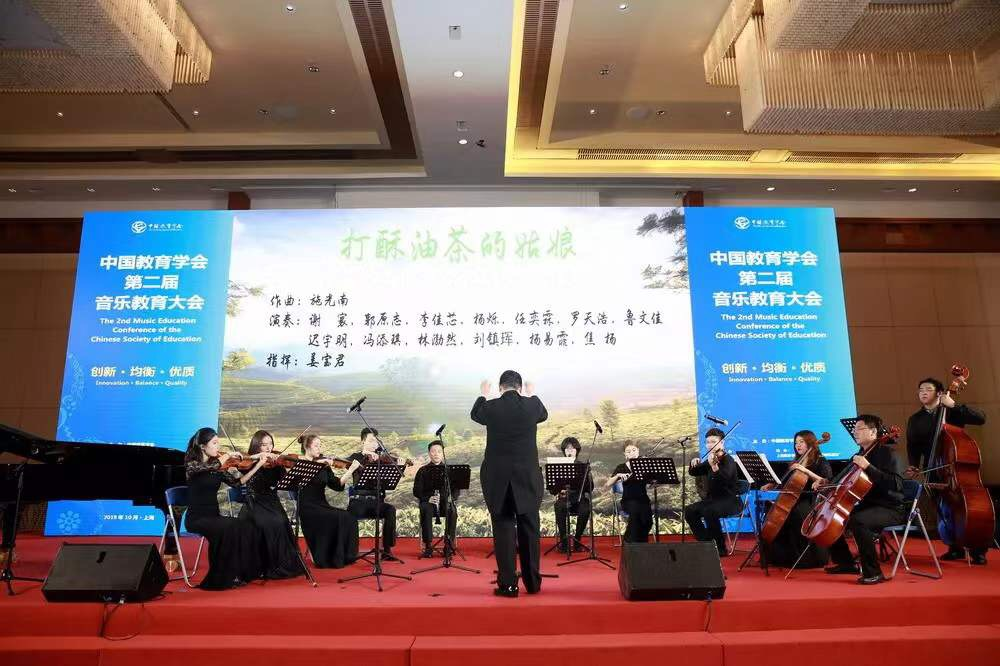 中国教育学会
中国教育学会
第二届
音乐教育大会
The 2nd Music Education
Conference of the
Chinese Society of Education
创新·均衡·优质
Innovation·Balance·Quality
2019年10月·上海
打酥油茶的姑娘
作曲：施光南
演奏：谢宸，郭原志，李佳芯，杨烁，任奕霖，罗天浩，鲁文佳
迟宇明，冯添琪，林渤然，刘镇珲，杨易霞，焦杨
指挥：姜宝君
中国教育学会
中国教育学会
第二届
音乐教育大会
The 2nd Music Education
Conference of the
Chinese Society of Education
创新·均衡·优质
Innovation·Balance·Quality